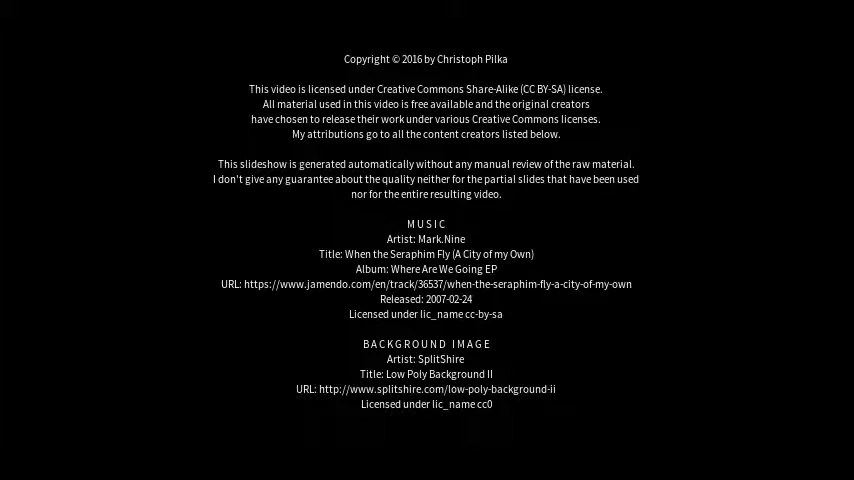 Copyright © 2016 by Christoph Pilka
This video is licensed under Creative Commons Share-Alike (CC BY-SA) license.
All material used in this video is free available and the original creators
have chosen to release their work under various Creative Commons licenses.
My attributions go to all the content creators listed below.
This slideshow is generated automatically without any manual review of the raw material.
I don't give any guarantee about the quality neither for the partial slides that have been used
nor for the entire resulting video.
MUSIC
Artist: Mark.Nine
Title: When the Seraphim Fly (A City of my Own)
Album: Where Are We Going EP
URL: https://www.jamendo.com/en/track/36537/when-the-seraphim-fly-a-city-of-my-own
Released: 2007-02-24
Licensed under lic_name cc-by-sa
BACKGROUND IMAGE
Artist: SplitShire
Title: Low Poly Background II
URL: http://www.splitshire.com/low-poly-background-ii
Licensed under lic_name cc0